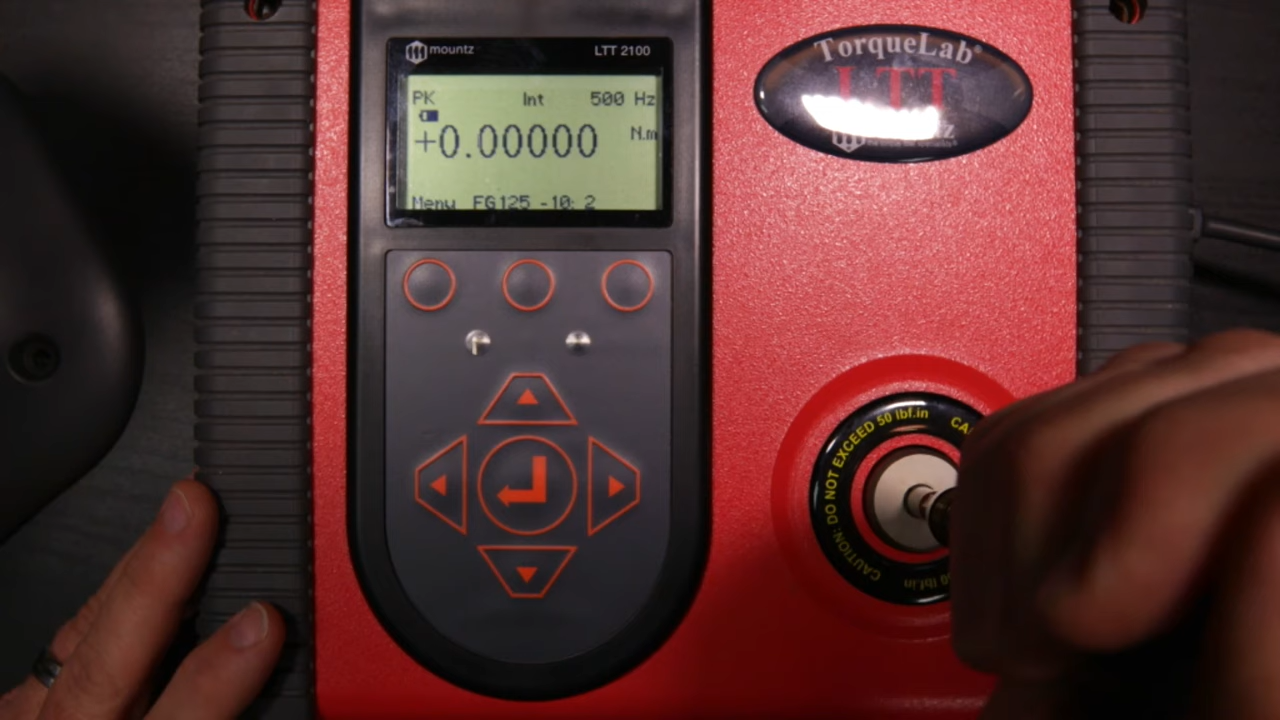 mountz LTT 2100
PK Int 500 Hz
+0.00000 N.m
Menu FG125 -10: 2
TorqueLab®
LTT
CAUTION: DO NOT EXCEED 50 lbf.in